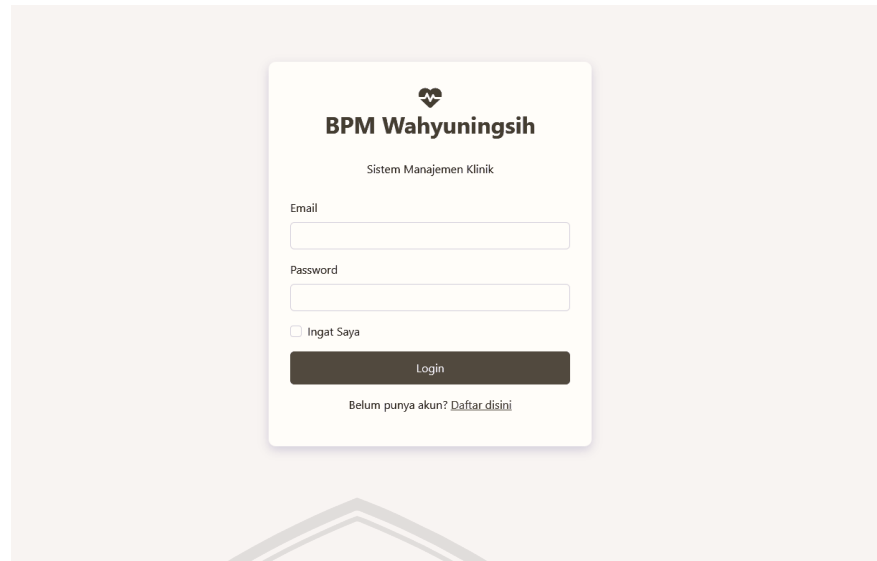 BPM Wahyuningsih
Sistem Manajemen Klinik
Email
Password
Ingat Saya
Login
Belum punya akun? Daftar disini